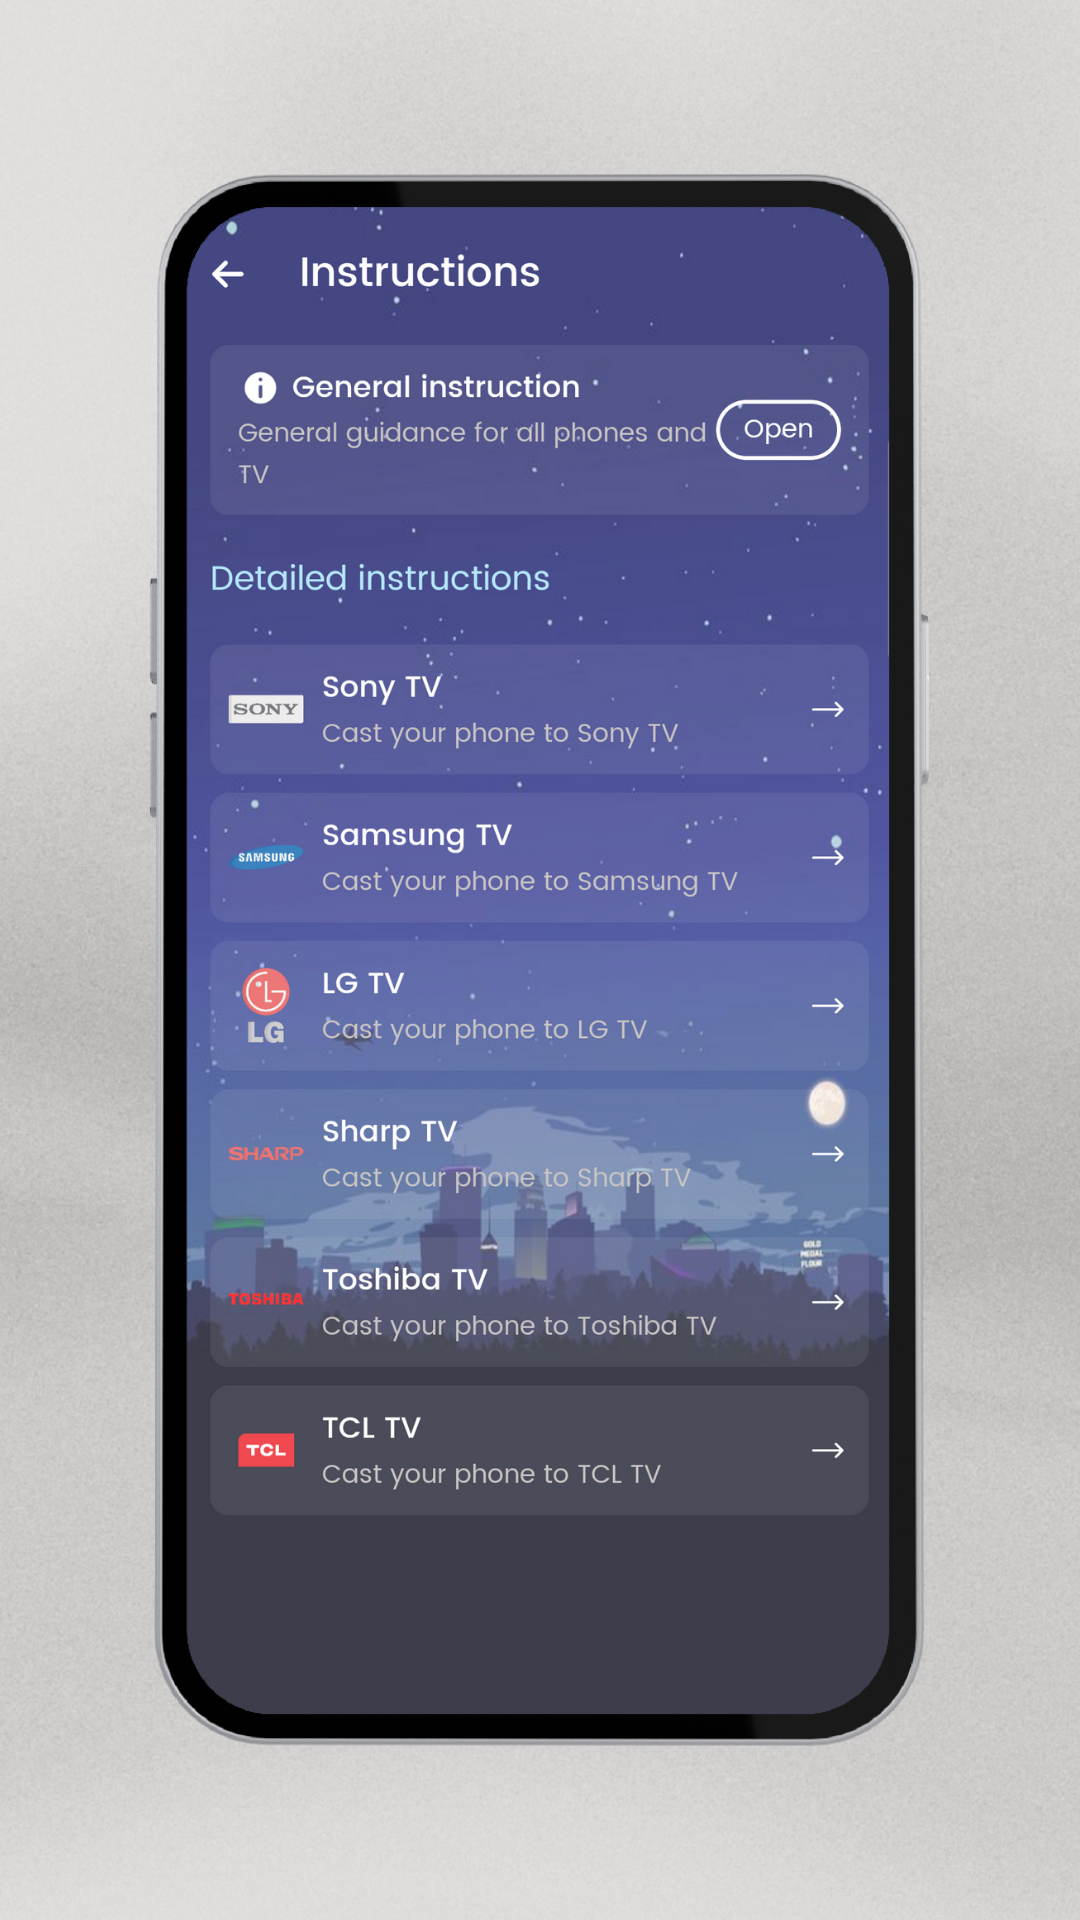 Instructions
General instruction
General guidance for all phones and
TV
Open
Detailed instructions
SONY
Sony TV
Cast your phone to Sony TV
SAMSUNG
Samsung TV
Cast your phone to Samsung TV
LG
LG TV
Cast your phone to LG TV
SHARP
Sharp TV
Cast your phone to Sharp TV
GOLD
MEDAL
FLOUR
TOSHIBA
Toshiba TV
Cast your phone to Toshiba TV
TCL
TCL TV
Cast your phone to TCL TV